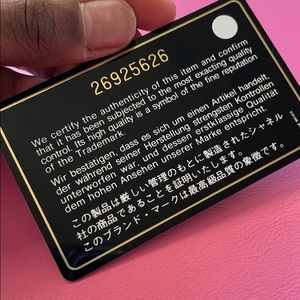 26925626
We certify the authenticity of this item and confirm
that it has been subjected to the most exacting quality
control. Its high quality is a symbol of the fine reputation
of the Trademark.
Wir bestätigen, dass es sich um einen Artikel handelt,
der während seiner Herstellung strengsten Kontrollen
unterworfen war, und dessen erstklassige Qualität
dem hohen Ansehen unserer Marke entspricht.
この製品は厳しい管理のもとに製造されたシャネル
社の商品であることを証明いたします。
このブランド・マークは最高級品質の象徴です。